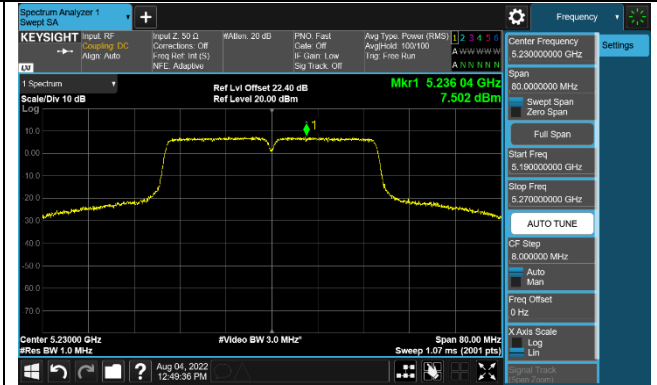 Spectrum Analyzer 1
Swept SA
Frequency
KEYSIGHT
Input: RF
Coupling: DC
Align: Auto
Input Z: 50 Ω
Corrections: Off
Freq Ref: Int (S)
NFE: Adaptive
#Atten: 20 dB
PNO: Fast
Gate: Off
IF Gain: Low
Sig Track: Off
Avg Type: Power (RMS)
Avg|Hold: 100/100
Trig: Free Run
1 2 3 4 5 6
A W W W W W
A N N N N N
LXI
1 Spectrum
Scale/Div 10 dB
Log
Ref Lvl Offset 22.40 dB
Ref Level 20.00 dBm
Mkr1 5.236 04 GHz
7.502 dBm
1
10.0
0.00
10.0
20.0
30.0
40.0
50.0
60.0
70.0
Center 5.23000 GHz
#Res BW 1.0 MHz
#Video BW 3.0 MHz*
Span 80.00 MHz
Sweep 1.07 ms (2001 pts)
Aug 04, 2022
12:49:36 PM
Center Frequency
5.230000000 GHz
Settings
Span
80.0000000 MHz
Swept Span
Zero Span
Full Span
Start Freq
5.190000000 GHz
Stop Freq
5.270000000 GHz
AUTO TUNE
CF Step
8.000000 MHz
Auto
Man
Freq Offset
0 Hz
X Axis Scale
Log
Lin
Signal Track
(Span Zoom)